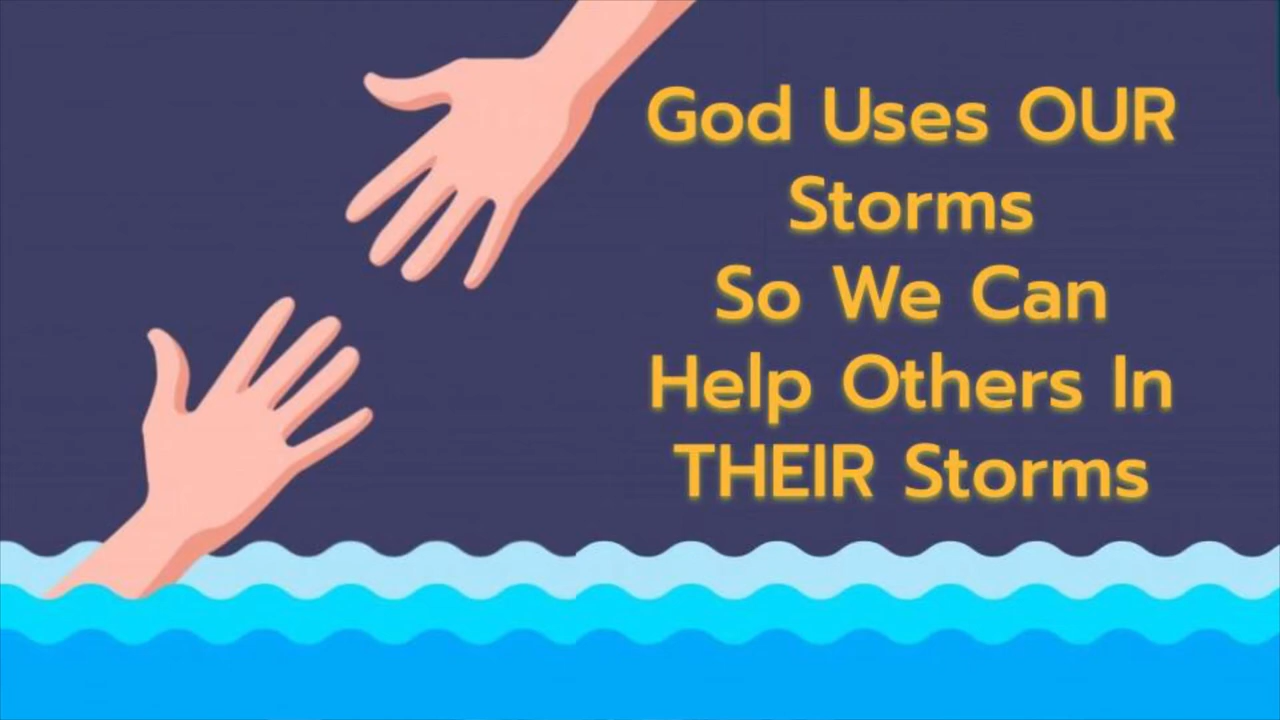 God Uses OUR
Storms
So We Can
Help Others In
THEIR Storms